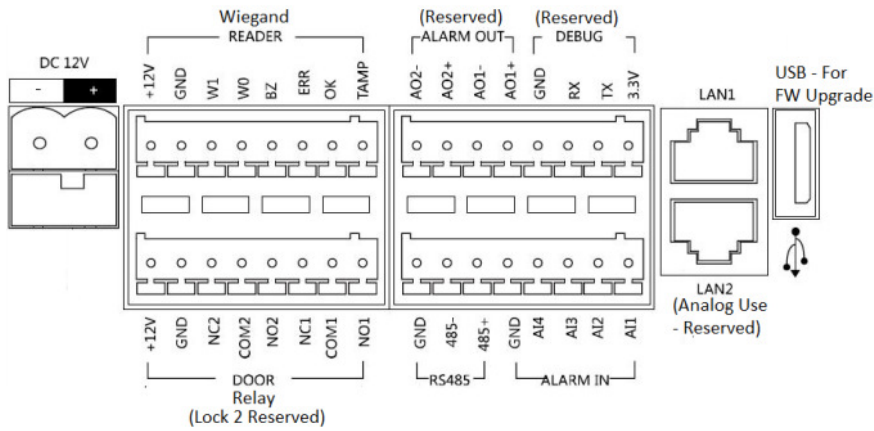 Wiegand
READER
(Reserved)
ALARM OUT
(Reserved)
DEBUG
DC 12V
- +
+12V
GND
W1
W0
BZ
ERR
OK
TAMP
AO2-
AO2+
AO1-
AO1+
GND
RX
TX
3.3V
LAN1
USB - For
FW Upgrade
+12V
GND
NC2
COM2
NO2
NC1
COM1
NO1
DOOR
Relay
(Lock 2 Reserved)
GND
485-
485+
RS485
GND
AI4
AI3
AI2
AI1
ALARM IN
LAN2
(Analog Use
- Reserved)